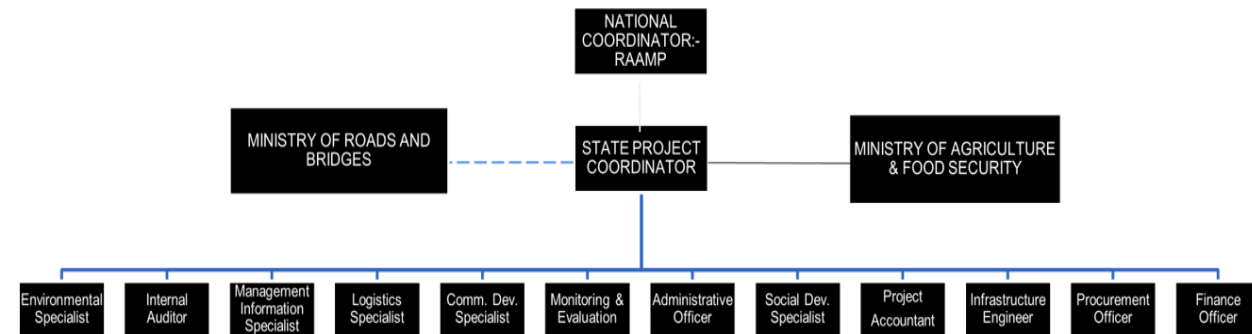 NATIONAL
COORDINATOR:-
RAAMP
MINISTRY OF ROADS AND
BRIDGES
STATE PROJECT
COORDINATOR
MINISTRY OF AGRICULTURE
& FOOD SECURITY
Environmental
Specialist
Internal
Auditor
Management
Information
Specialist
Logistics
Specialist
Comm. Dev.
Specialist
Monitoring &
Evaluation
Administrative
Officer
Social Dev.
Specialist
Project
Accountant
Infrastructure
Engineer
Procurement
Officer
Finance
Officer